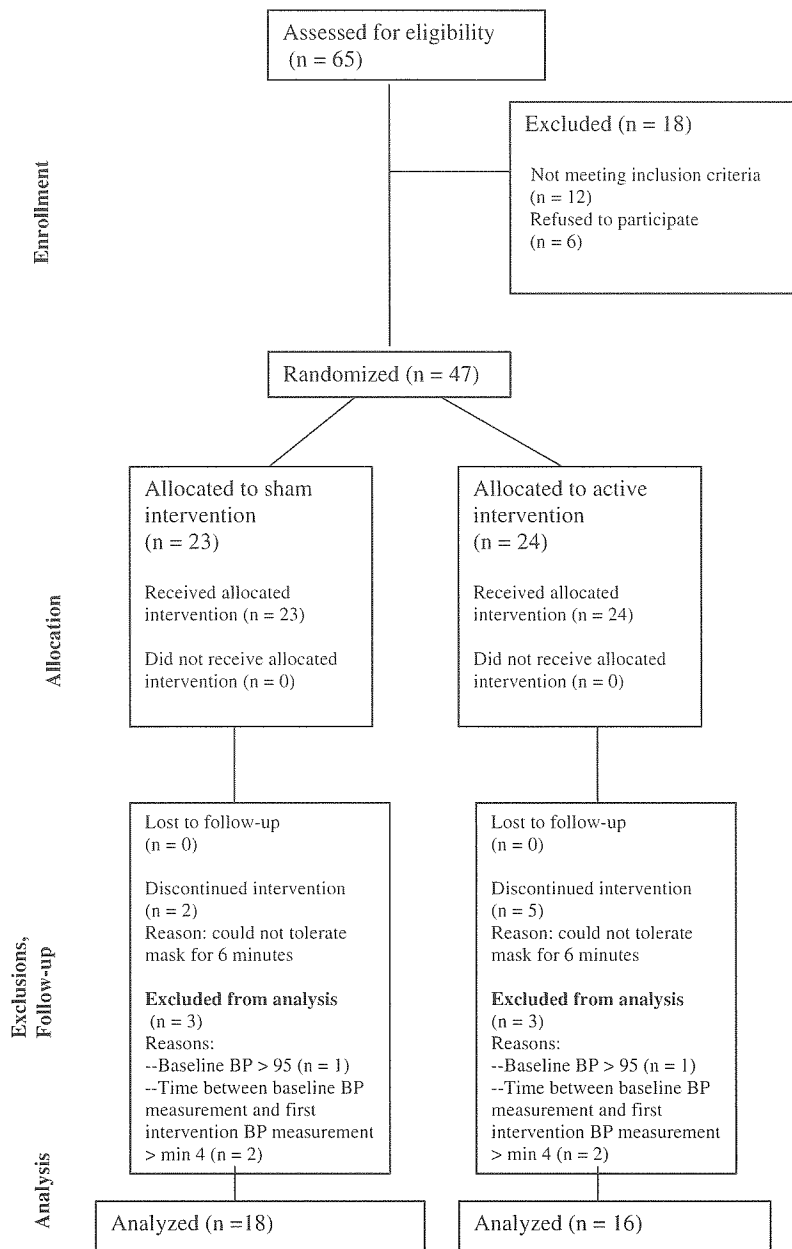 Assessed for eligibility
(n = 65)
Excluded (n = 18)
Not meeting inclusion criteria
(n = 12)
Refused to participate
(n = 6)
Enrollment
Randomized (n = 47)
Allocated to sham
intervention
(n = 23)
Received allocated
intervention (n = 23)
Did not receive allocated
intervention (n = 0)
Allocated to active
intervention
(n = 24)
Received allocated
intervention (n = 24)
Did not receive allocated
intervention (n = 0)
Allocation
Lost to follow-up
(n = 0)
Discontinued intervention
(n = 2)
Reason: could not tolerate
mask for 6 minutes
Excluded from analysis
(n = 3)
Reasons:
--Baseline BP > 95 (n = 1)
--Time between baseline BP
measurement and first
intervention BP measurement
> min 4 (n = 2)
Lost to follow-up
(n = 0)
Discontinued intervention
(n = 5)
Reason: could not tolerate
mask for 6 minutes
Excluded from analysis
(n = 3)
Reasons:
--Baseline BP > 95 (n = 1)
--Time between baseline BP
measurement and first
intervention BP measurement
> min 4 (n = 2)
Exclusions,
Follow-up
Analysis
Analyzed (n =18)
Analyzed (n = 16)